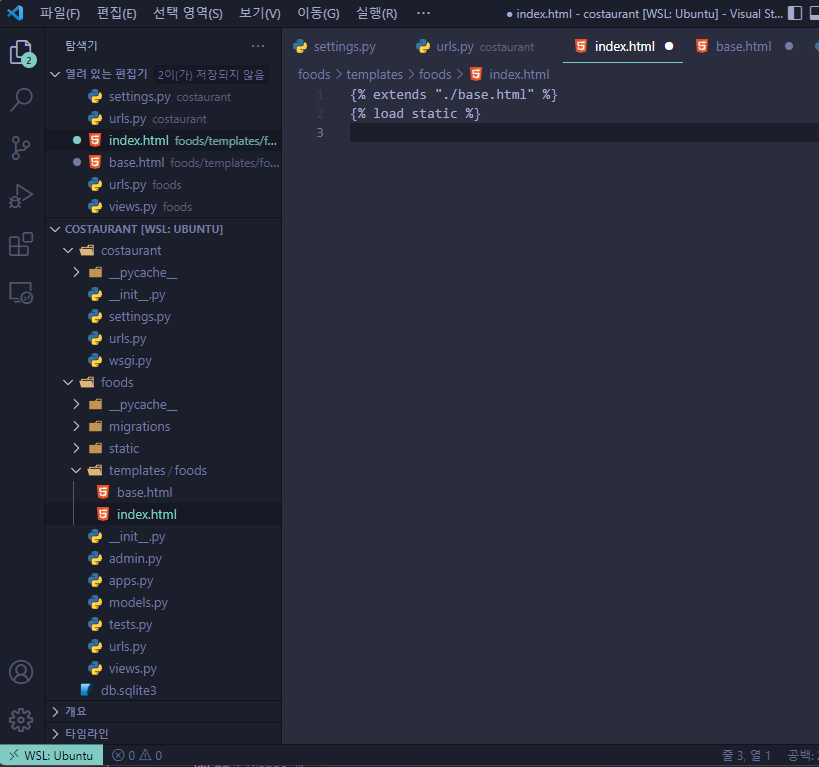 파일(F) 편집(E) 선택 영역(S) 보기(V) 이동(G) 실행(R) ··· ● index.html - costaurant [WSL: Ubuntu] - Visual St...
탐색기 ···
settings.py urls.py costaurant index.html ● base.html ●
2
열려 있는 편집기 2이(가) 저장되지 않음
settings.py costaurant
urls.py costaurant
index.html foods/templates/f...
base.html foods/templates/fo...
urls.py foods
views.py foods
COSTAURANT [WSL: UBUNTU]
costaurant
__pycache__
__init__.py
settings.py
urls.py
wsgi.py
foods
__pycache__
migrations
static
templates / foods
base.html
index.html
__init__.py
admin.py
apps.py
models.py
tests.py
urls.py
views.py
db.sqlite3
개요
타임라인
foods > templates > foods > index.html
1 {% extends "./base.html" %}
2 {% load static %}
3
WSL: Ubuntu 0 0 줄 3, 열 1 공백: